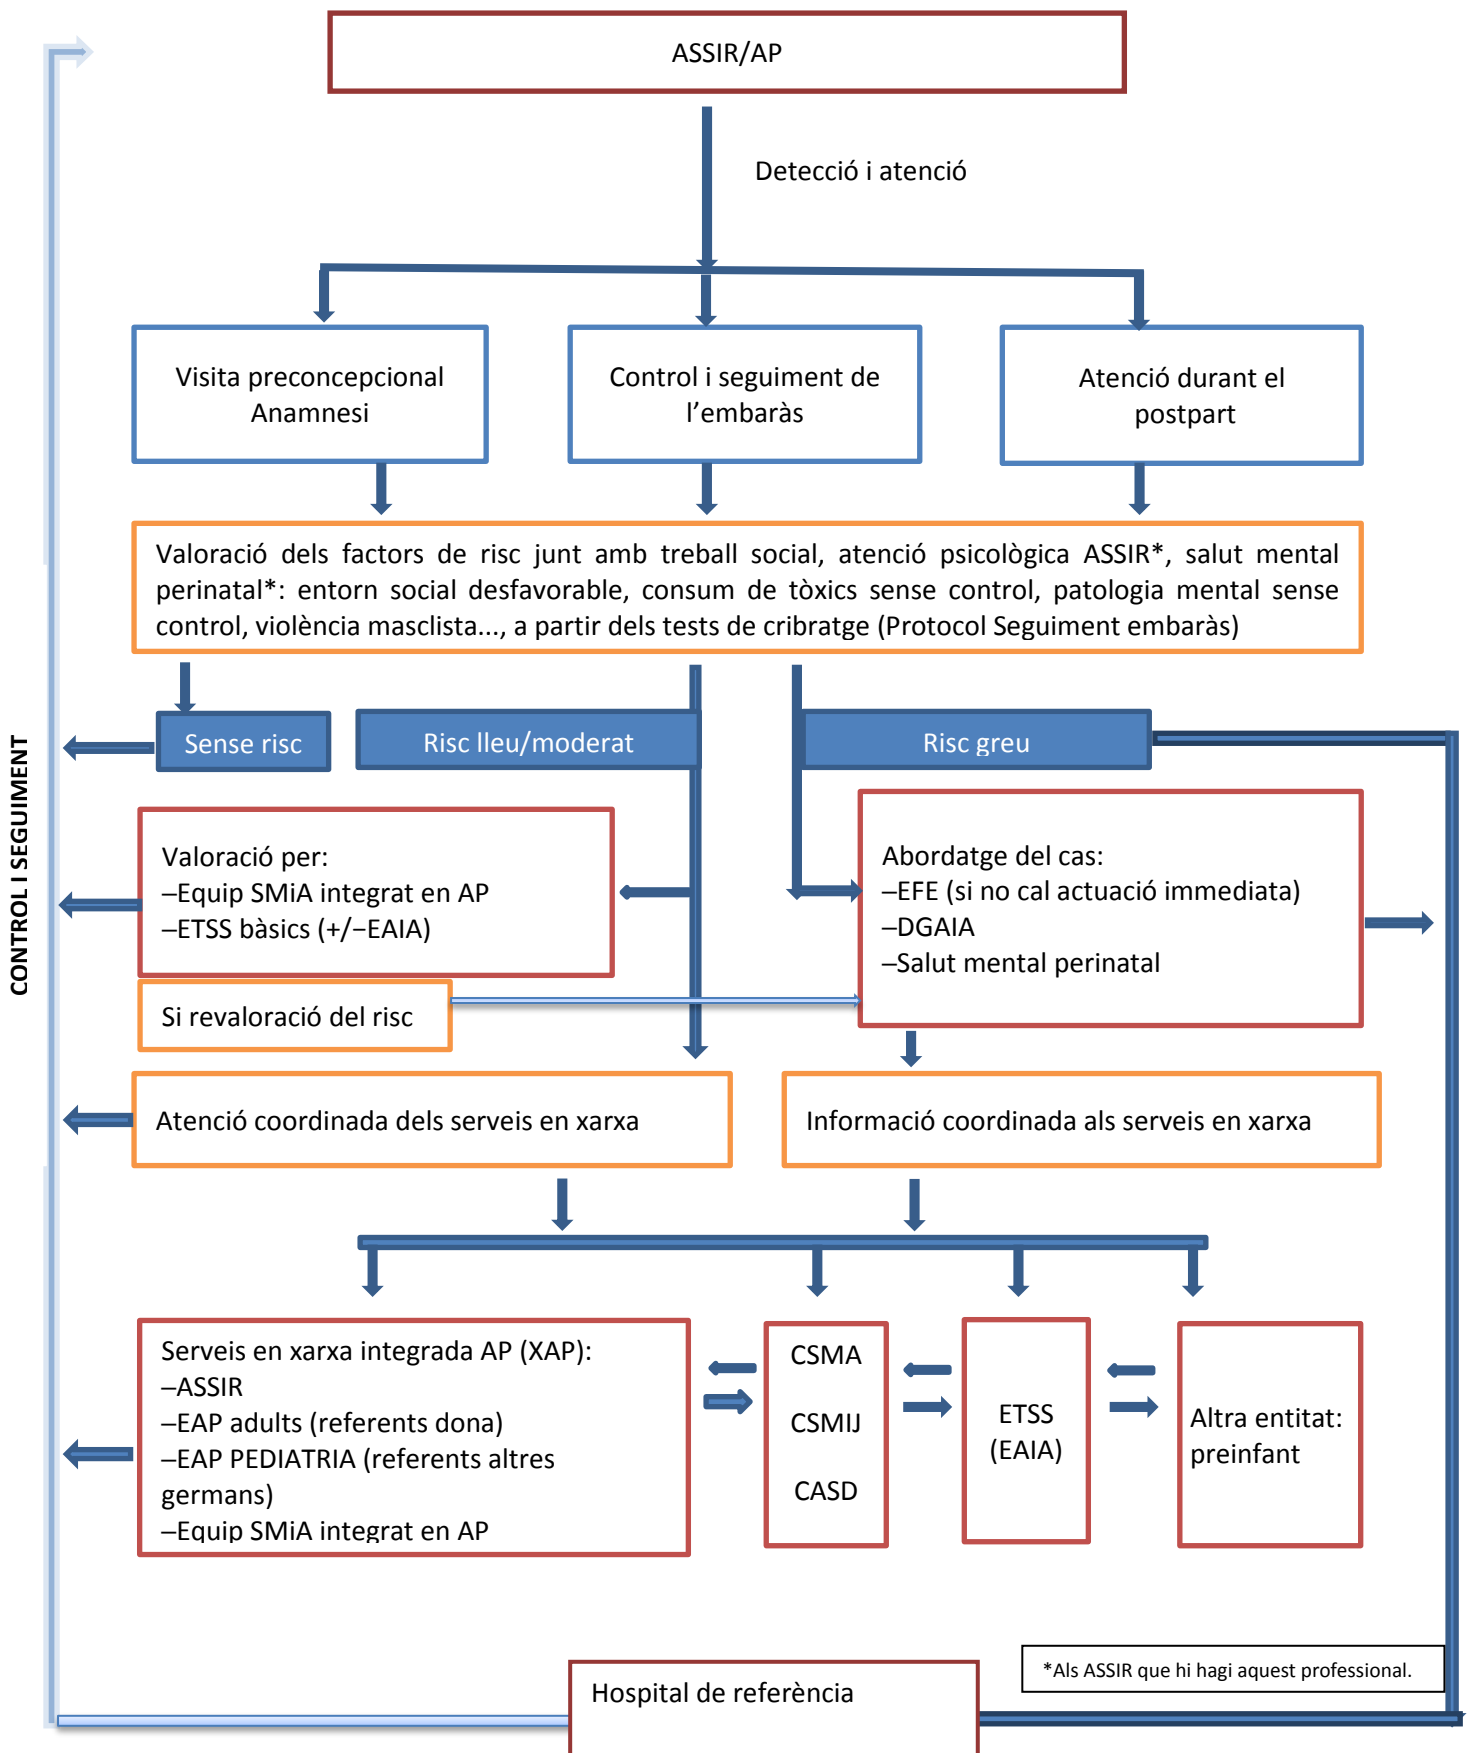 ASSIR/AP
Detecció i atenció
Visita preconcepcional
Anamnesi
Control i seguiment de
l'embaràs
Atenció durant el
postpart
Valoració dels factors de risc junt amb treball social, atenció psicològica ASSIR*, salut mental
perinatal*: entorn social desfavorable, consum de tòxics sense control, patologia mental sense
control, violència masclista..., a partir dels tests de cribratge (Protocol Seguiment embaràs)
Sense risc
Risc lleu/moderat
Risc greu
CONTROL I SEGUIMENT
Valoració per:
–Equip SMiA integrat en AP
–ETSS bàsics (+/–EAIA)
Abordatge del cas:
–EFE (si no cal actuació immediata)
–DGAIA
–Salut mental perinatal
Si revaloració del risc
Atenció coordinada dels serveis en xarxa
Informació coordinada als serveis en xarxa
Serveis en xarxa integrada AP (XAP):
–ASSIR
–EAP adults (referents dona)
–EAP PEDIATRIA (referents altres
germans)
–Equip SMiA integrat en AP
CSMA
CSMIJ
CASD
ETSS
(EAIA)
Altra entitat:
preinfant
*Als ASSIR que hi hagi aquest professional.
Hospital de referència